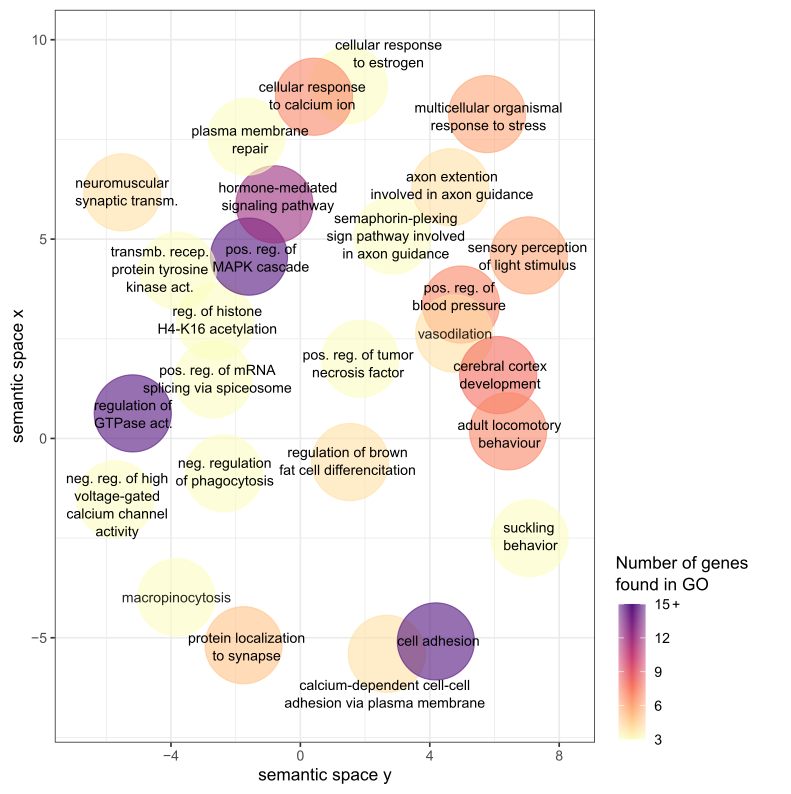 cellular response
to estrogen
cellular response
to calcium ion
multicellular organismal
response to stress
plasma membrane
repair
neuromuscular
synaptic transm.
hormone-mediated
signaling pathway
axon extention
involved in axon guidance
semaphorin-plexing
sign pathway involved
in axon guidance
transmb. recep.
protein tyrosine
kinase act.
pos. reg. of
MAPK cascade
sensory perception
of light stimulus
pos. reg. of
blood pressure
reg. of histone
H4-K16 acetylation
vasodilation
pos. reg. of tumor
necrosis factor
pos. reg. of mRNA
splicing via spiceosome
cerebral cortex
development
regulation of
GTPase act.
adult locomotory
behaviour
neg. reg. of high
voltage-gated
calcium channel
activity
neg. regulation
of phagocytosis
regulation of brown
fat cell differencitation
suckling
behavior
macropinocytosis
protein localization
to synapse
cell adhesion
calcium-dependent cell-cell
adhesion via plasma membrane
10
5
0
−5
semantic space x
−4
0
4
8
semantic space y
Number of genes
found in GO
15+
12
9
6
3